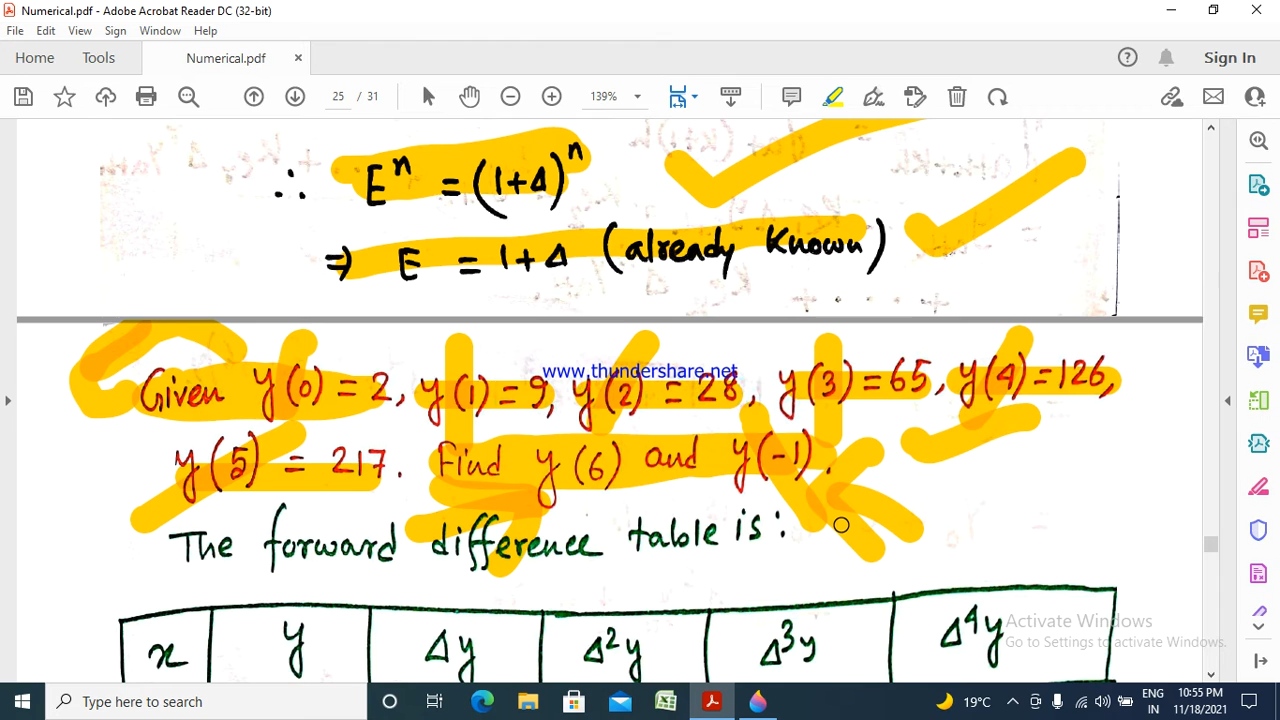 Numerical.pdf - Adobe Acrobat Reader DC (32-bit)
File Edit View Sign Window Help
Home Tools Numerical.pdf × Sign In
25 / 31 139%
∴ Eⁿ = (1+Δ)ⁿ
⇒ E = 1+Δ (already known)
www.thundershare.net
Given y(0) = 2, y(1) = 9, y(2) = 28, y(3) = 65, y(4) = 126,
y(5) = 217. Find y(6) and y(-1).
The forward difference table is:
x y Δy Δ²y Δ³y Δ⁴y
Activate Windows
Go to Settings to activate Windows.
Type here to search
19°C
ENG
IN
10:55 PM
11/18/2021